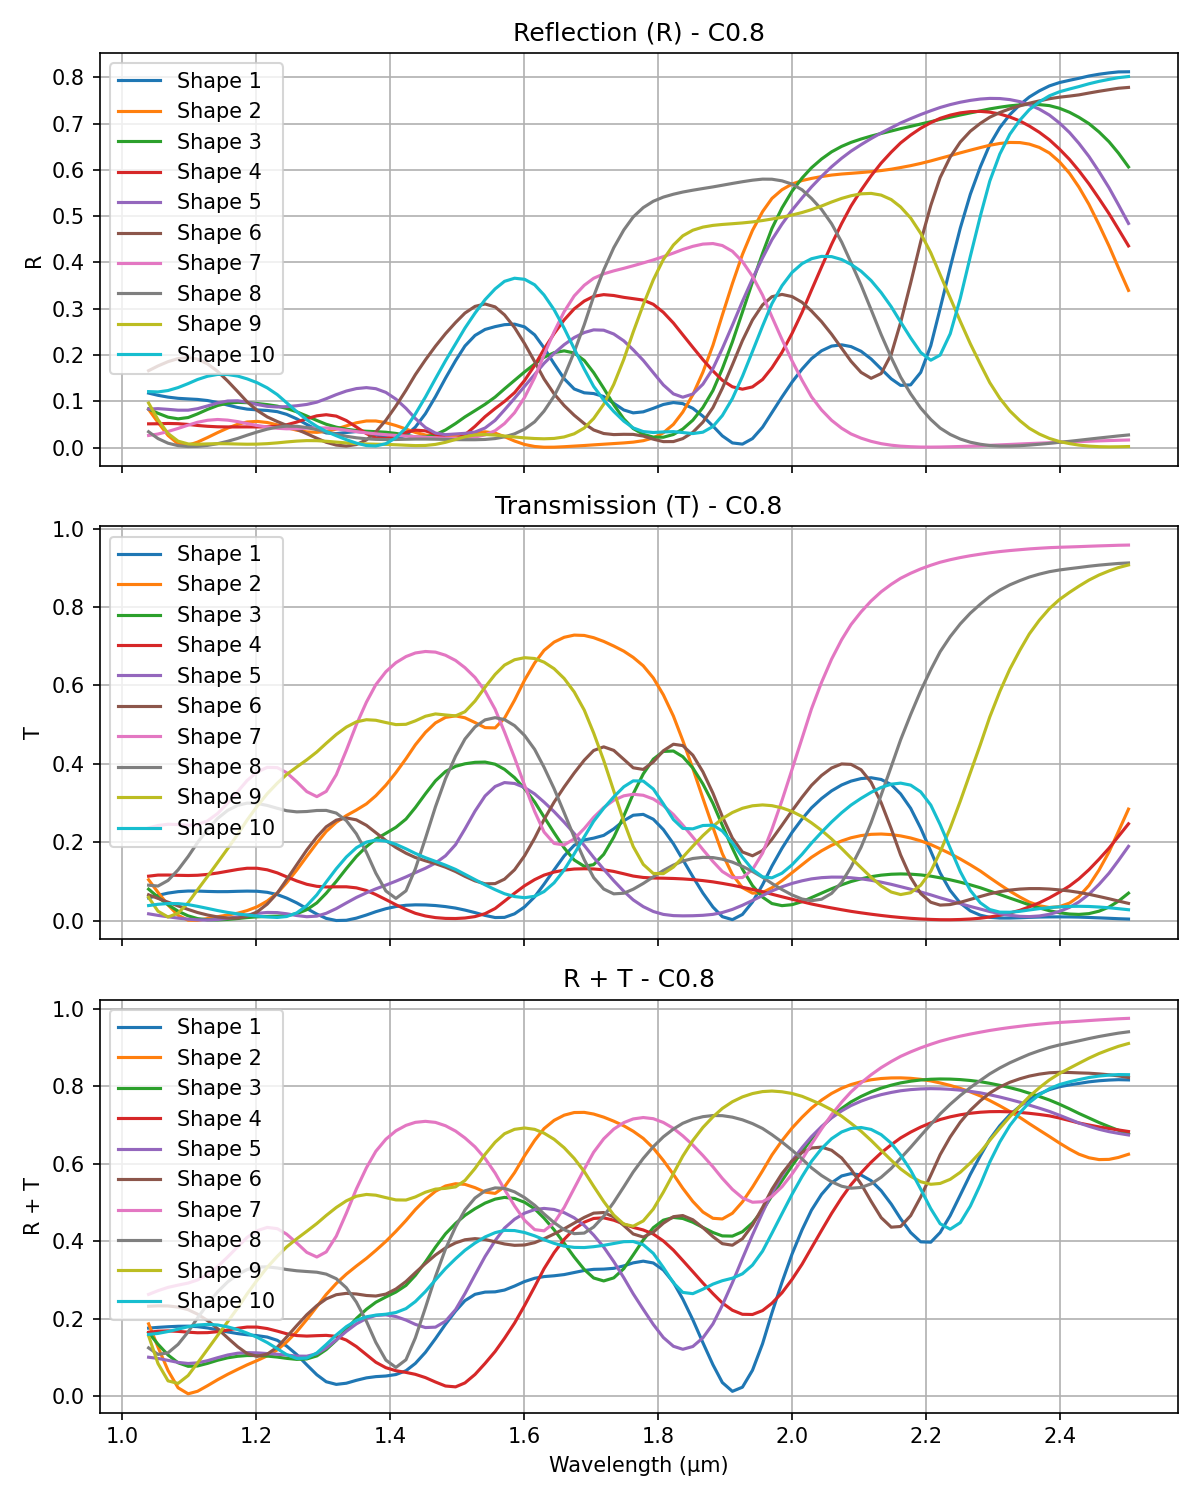 Reflection (R) - C0.8
R
0.8
0.7
0.6
0.5
0.4
0.3
0.2
0.1
0.0
Shape 1
Shape 2
Shape 3
Shape 4
Shape 5
Shape 6
Shape 7
Shape 8
Shape 9
Shape 10
Transmission (T) - C0.8
T
1.0
0.8
0.6
0.4
0.2
0.0
Shape 1
Shape 2
Shape 3
Shape 4
Shape 5
Shape 6
Shape 7
Shape 8
Shape 9
Shape 10
R + T - C0.8
R + T
1.0
0.8
0.6
0.4
0.2
0.0
Shape 1
Shape 2
Shape 3
Shape 4
Shape 5
Shape 6
Shape 7
Shape 8
Shape 9
Shape 10
1.0 1.2 1.4 1.6 1.8 2.0 2.2 2.4
Wavelength (μm)